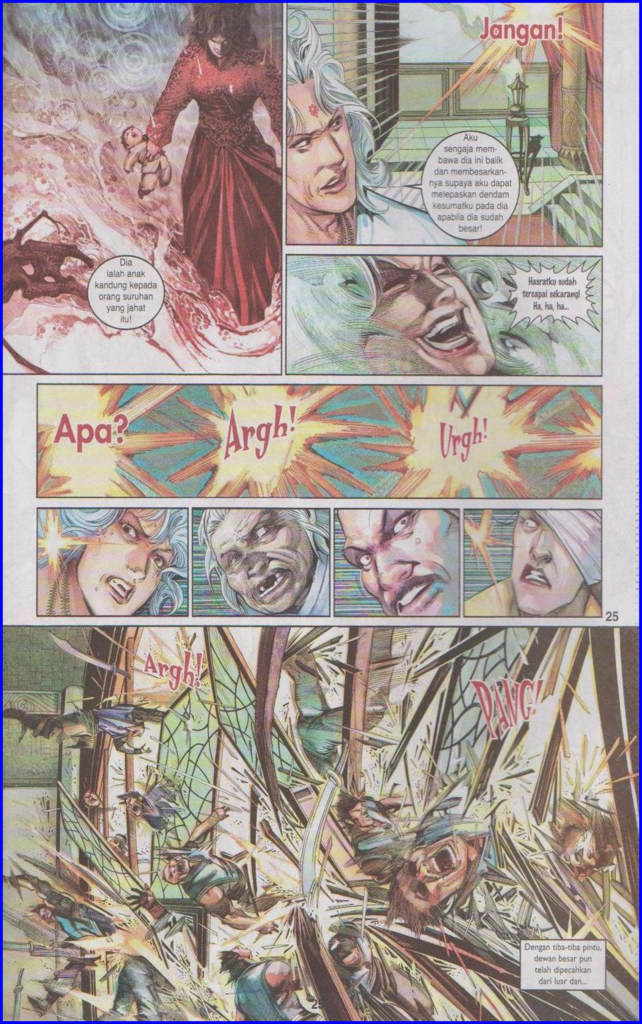 Dia
ialah anak
kandung kepada
orang suruhan
yang jahat
itu!
Jangan!
Aku
sengaja mem-
bawa dia ini balik
dan membesarkan-
nya supaya aku dapat
melepaskan dendam
kesumatku pada dia
apabila dia sudah
besar!
Hasratku sudah
tercapai sekarang!
Ha, ha, ha...
Apa?
Argh!
Urgh!
25
Argh!
PANG!
Dengan tiba-tiba pintu,
dewan besar pun
telah dipecahkan
dari luar dan...